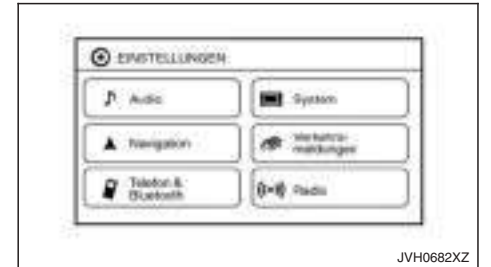 EINSTELLUNGEN
Audio
System
Navigation
Verkehrs-
meldungen
Telefon &
Bluetooth
Radio
JVH0682XZ